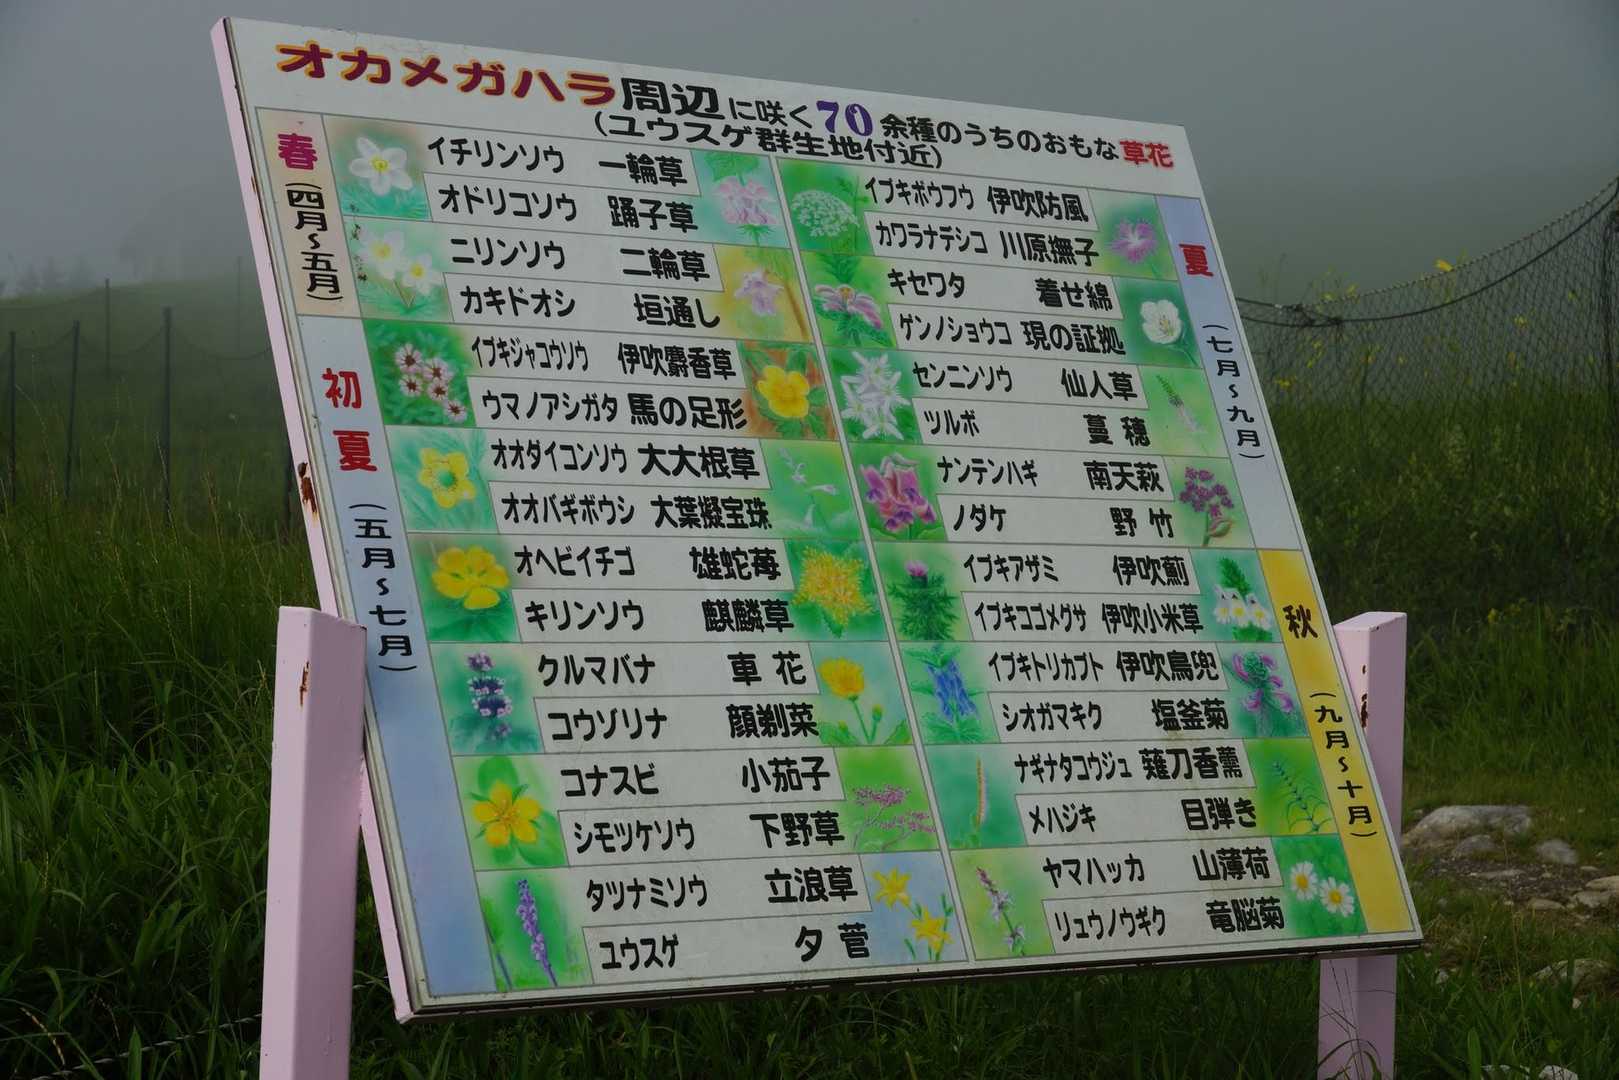 オカメガハラ周辺に咲く70余種のうちのおもな草花
(ユウスゲ群生地付近)
春
(四月~五月)
イチリンソウ 一輪草
オドリコソウ 踊子草
ニリンソウ 二輪草
カキドオシ 垣通し
初夏
(五月~七月)
イブキジャコウソウ 伊吹麝香草
ウマノアシガタ 馬の足形
オオダイコンソウ 大大根草
オオバギボウシ 大葉擬宝珠
オヘビイチゴ 雄蛇苺
キリンソウ 麒麟草
クルマバナ 車花
コウゾリナ 顔剃菜
コナスビ 小茄子
シモツケソウ 下野草
タツナミソウ 立浪草
ユウスゲ 夕菅
夏
(七月~九月)
イブキボウフウ 伊吹防風
カワラナデシコ 川原撫子
キセワタ 着せ綿
ゲンノショウコ 現の証拠
センニンソウ 仙人草
ツルボ 蔓穂
ナンテンハギ 南天萩
ノダケ 野竹
秋
(九月~十月)
イブキアザミ 伊吹薊
イブキコゴメグサ 伊吹小米草
イブキトリカブト 伊吹鳥兜
シオガマキク 塩釜菊
ナギナタコウジュ 薙刀香薷
メハジキ 目弾き
ヤマハッカ 山薄荷
リュウノウギク 竜脳菊